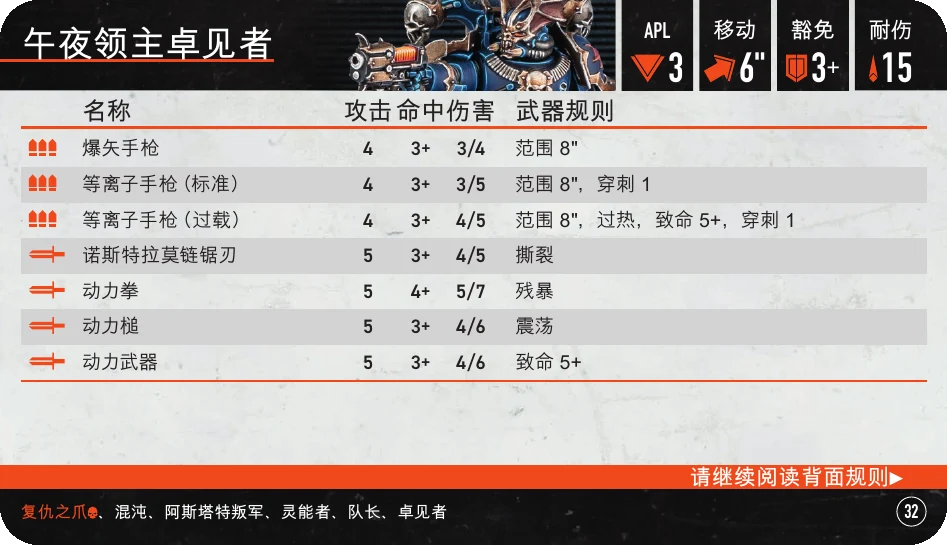 午夜领主卓见者
APL 移动 豁免 耐伤
3 6" 3+ 15
名称 攻击 命中 伤害 武器规则
爆矢手枪 4 3+ 3/4 范围 8"
等离子手枪（标准） 4 3+ 3/5 范围 8"，穿刺 1
等离子手枪（过载） 4 3+ 4/5 范围 8"，过热，致命 5+，穿刺 1
诺斯特拉莫链锯刃 5 3+ 4/5 撕裂
动力拳 5 4+ 5/7 残暴
动力槌 5 3+ 4/6 震荡
动力武器 5 3+ 4/6 致命 5+
请继续阅读背面规则▶
复仇之爪、混沌、阿斯塔特叛军、灵能者、队长、卓见者 32